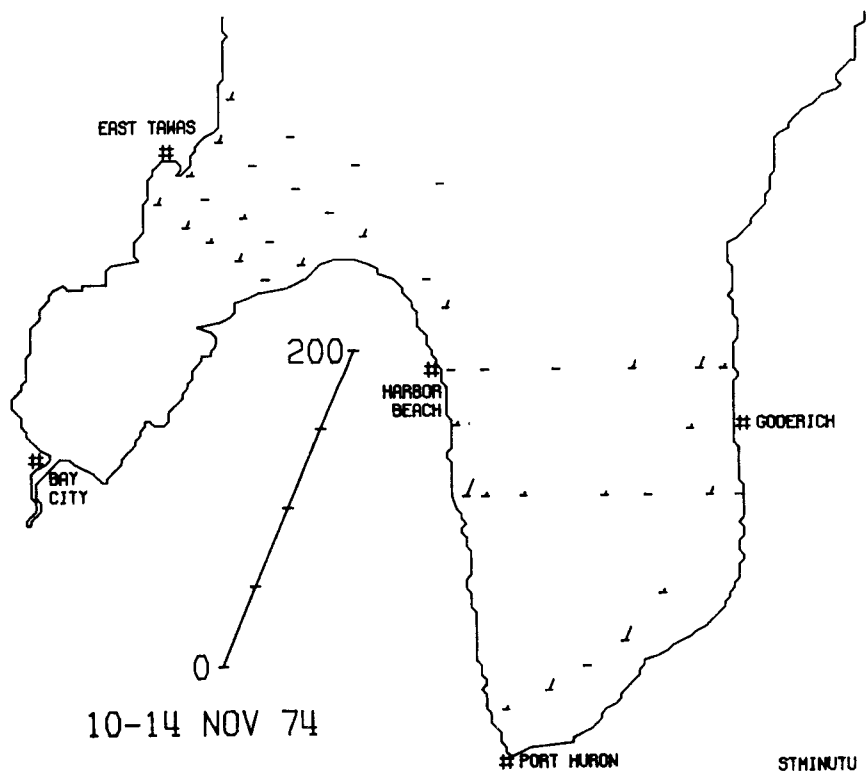 EAST TAWAS
200
HARBOR
BEACH
GODERICH
BAY
CITY
0
10-14 NOV 74
PORT HURON
STMINUTU